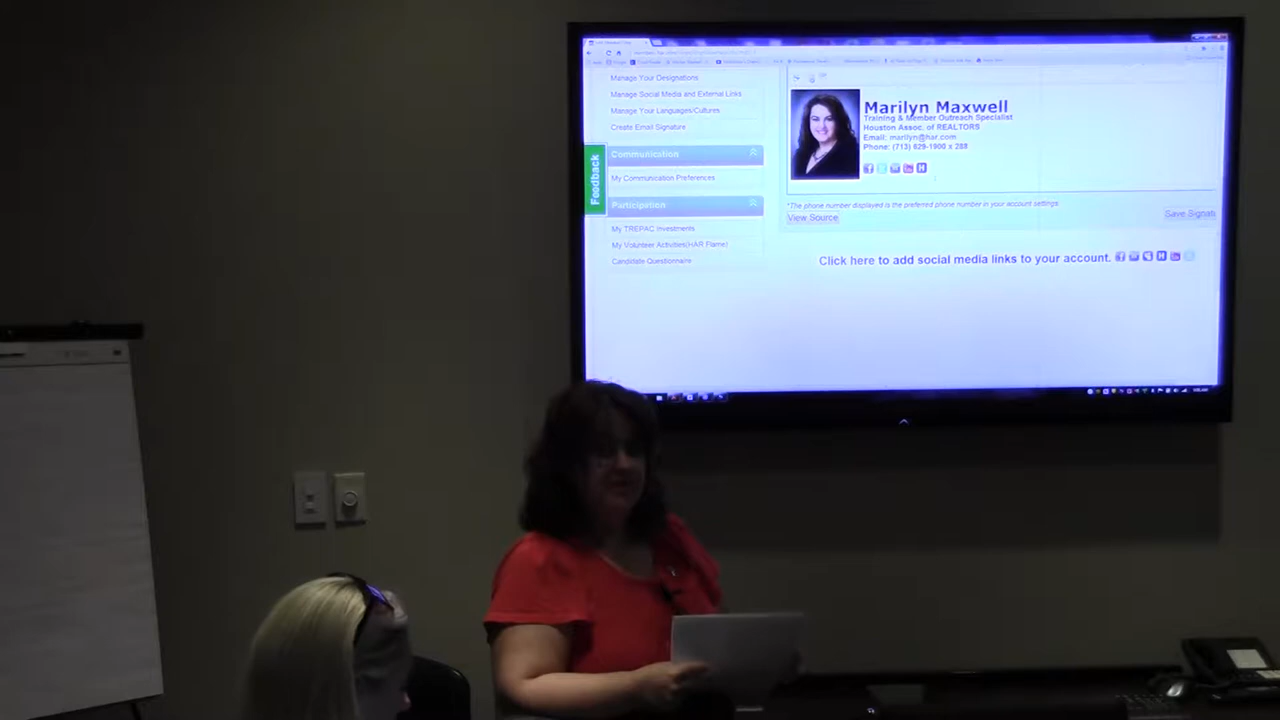 Manage Your Designations
Manage Social Media and External Links
Manage Your Languages/Cultures
Create Email Signature
Feedback
Communication
My Communication Preferences
Participation
My TREPAC Investments
My Volunteer Activities(HAR Flame)
Candidate Questionnaire
Marilyn Maxwell
Training & Member Outreach Specialist
Houston Assoc. of REALTORS
Email: marilyn@har.com
Phone: (713) 629-1900 x 288
*The phone number displayed is the preferred phone number in your account settings.
View Source
Save Signatu
Click here to add social media links to your account.